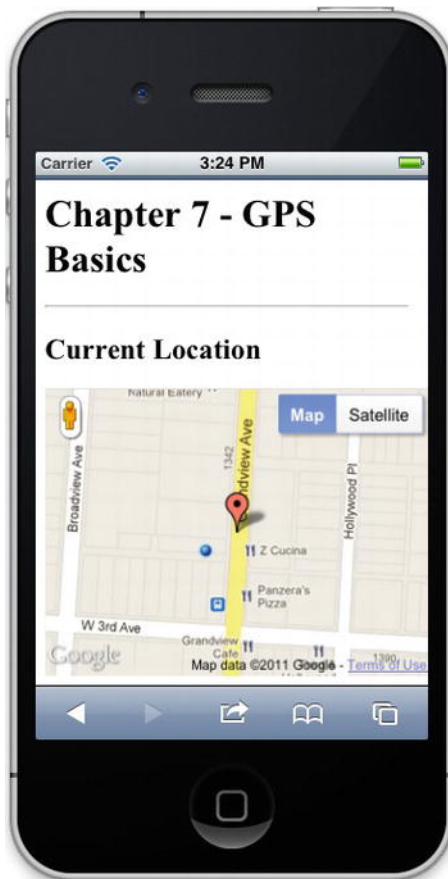 Carrier
3:24 PM
Chapter 7 - GPS
Basics
Current Location
Natural Eatery
Map
Satellite
Broadview Ave
1342
Grandview Ave
Hollywood Pl
Z Cucina
Panzera's
Pizza
W 3rd Ave
Grandview
Cafe
1390
Google
Map data ©2011 Google - Terms of Use